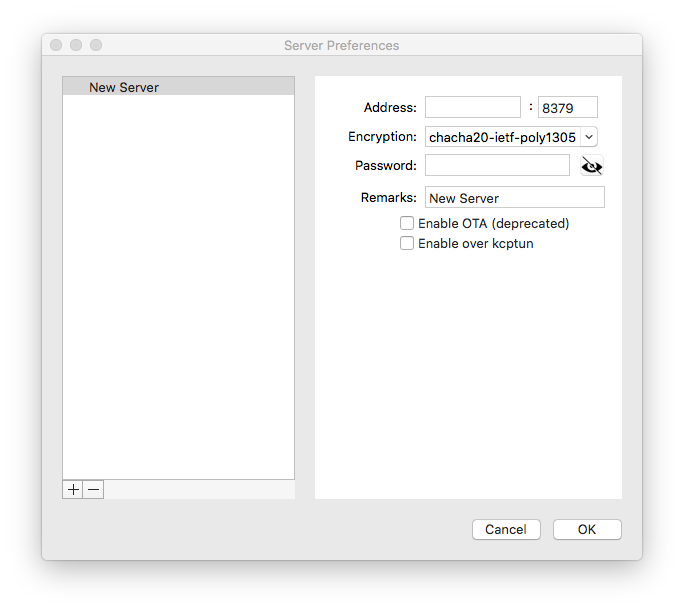 Server Preferences
New Server
Address: : 8379
Encryption: chacha20-ietf-poly1305
Password:
Remarks: New Server
Enable OTA (deprecated)
Enable over kcptun
+ −
Cancel OK